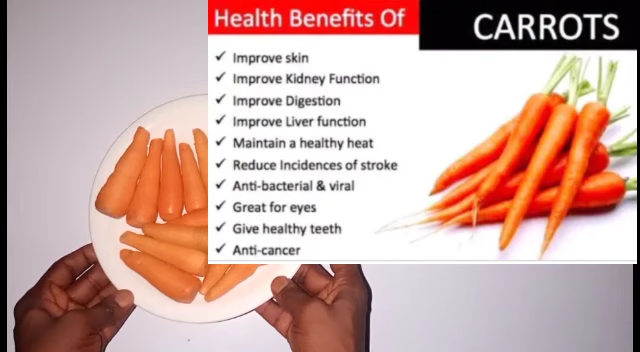 Health Benefits Of CARROTS
✓ Improve skin
✓ Improve Kidney Function
✓ Improve Digestion
✓ Improve Liver function
✓ Maintain a healthy heat
✓ Reduce Incidences of stroke
✓ Anti-bacterial & viral
✓ Great for eyes
✓ Give healthy teeth
✓ Anti-cancer